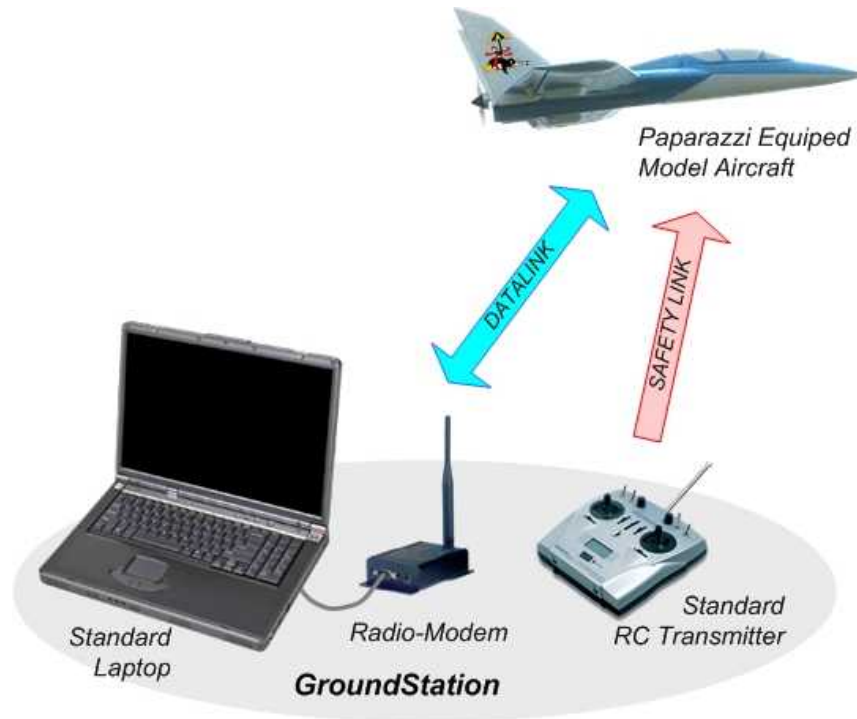 Paparazzi Equiped
Model Aircraft
DATALINK
SAFETY LINK
Standard
Laptop
Radio-Modem
Standard
RC Transmitter
GroundStation